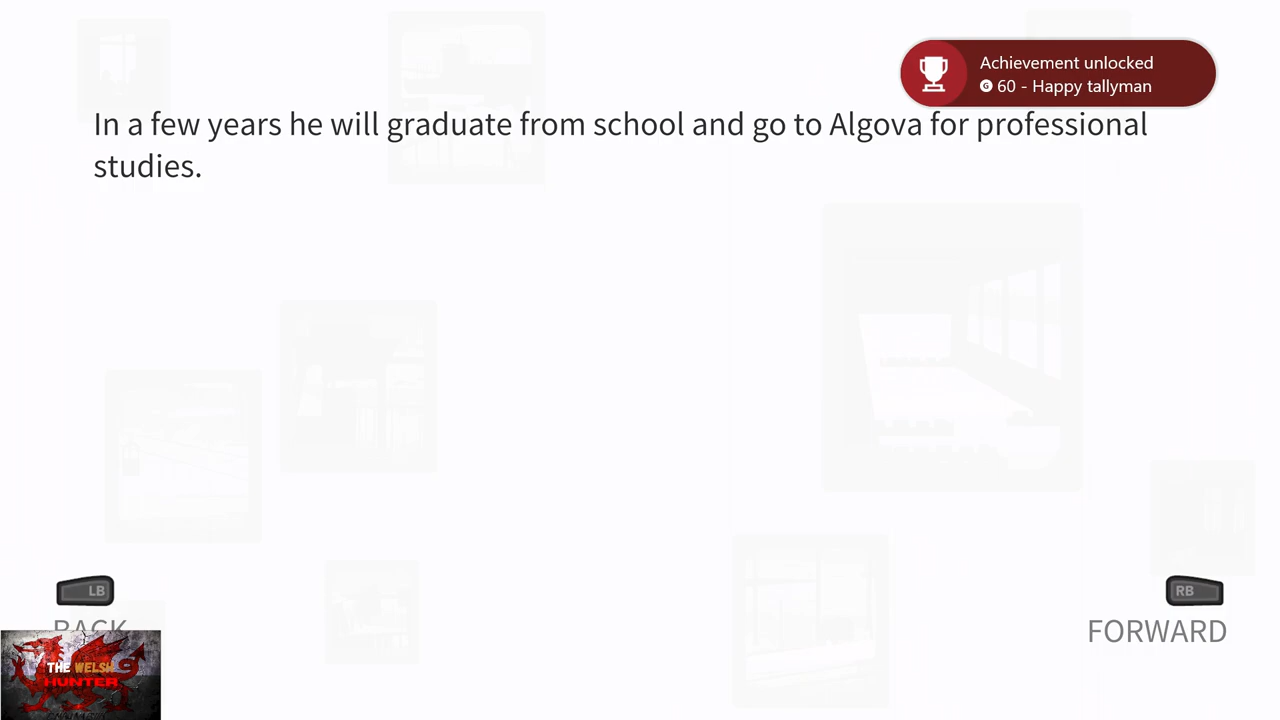 Achievement unlocked
G 60 - Happy tallyman
In a few years he will graduate from school and go to Algova for professional
studies.
LB
RB
BACK
FORWARD
THE WELSH
HUNTER